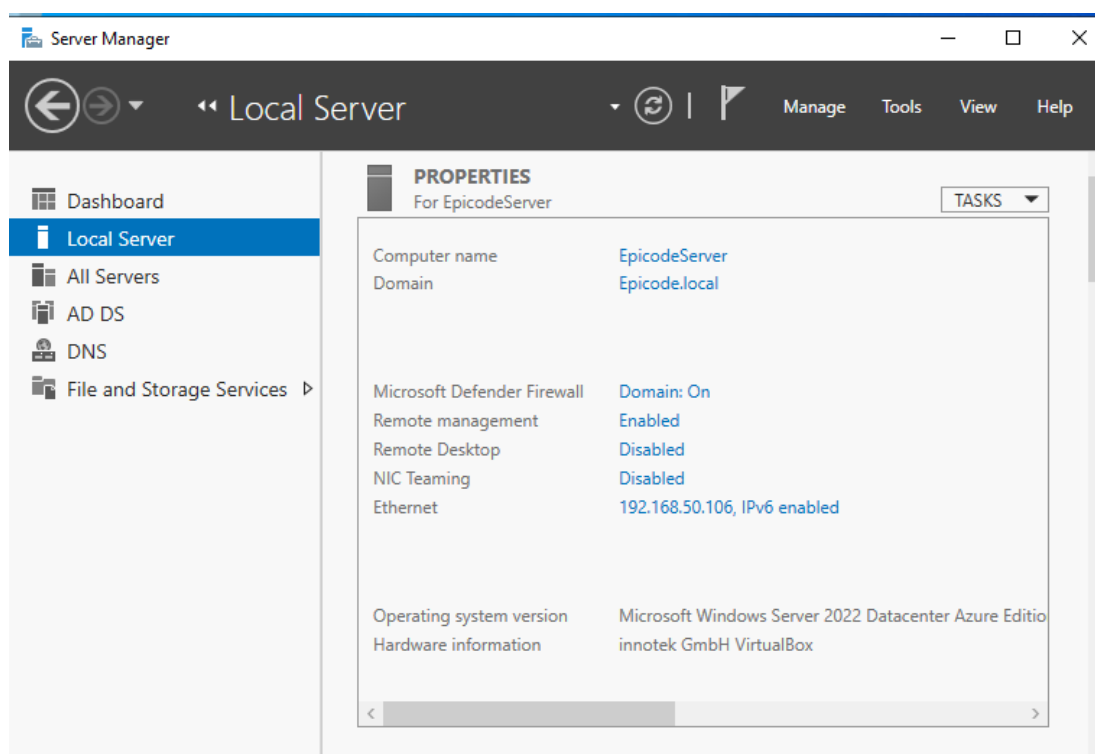 Server Manager
Local Server
Manage Tools View Help
Dashboard
Local Server
All Servers
AD DS
DNS
File and Storage Services
PROPERTIES
For EpicodeServer
TASKS
Computer name EpicodeServer
Domain Epicode.local
Microsoft Defender Firewall Domain: On
Remote management Enabled
Remote Desktop Disabled
NIC Teaming Disabled
Ethernet 192.168.50.106, IPv6 enabled
Operating system version Microsoft Windows Server 2022 Datacenter Azure Editio
Hardware information innotek GmbH VirtualBox